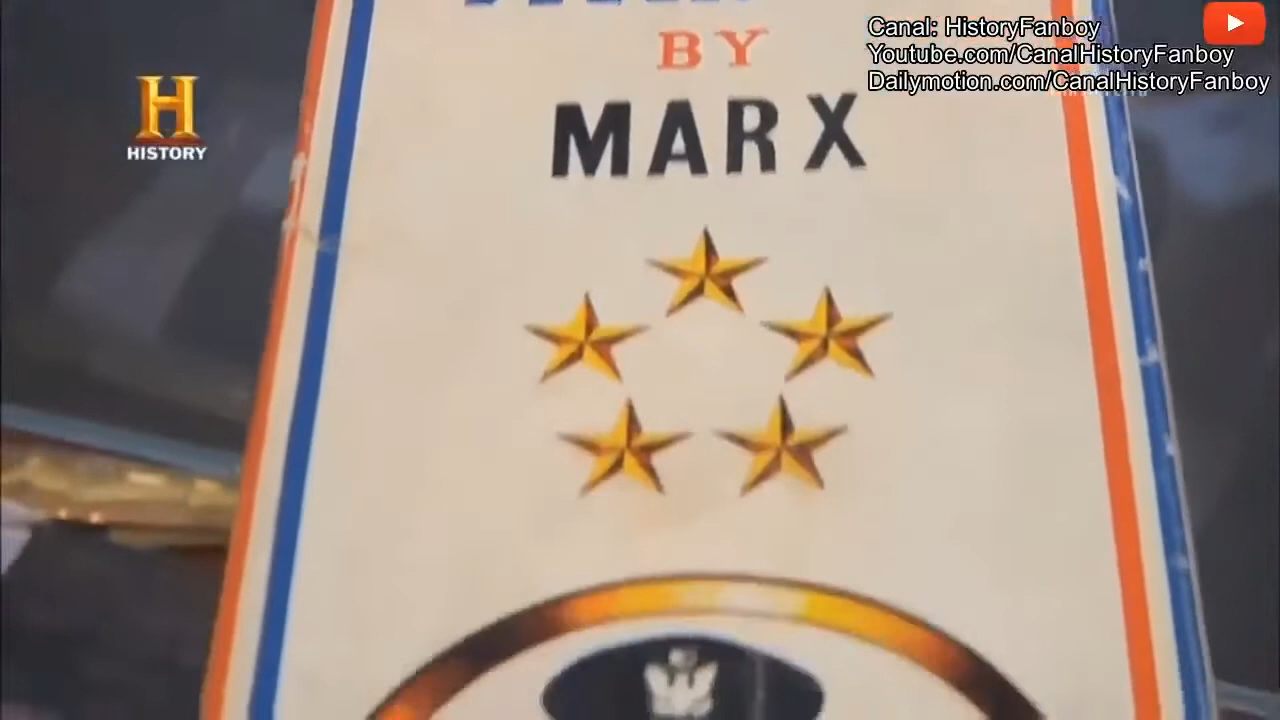 BY
MARX
H
HISTORY
Canal: HistoryFanboy
Youtube.com/CanalHistoryFanboy
Dailymotion.com/CanalHistoryFanboy